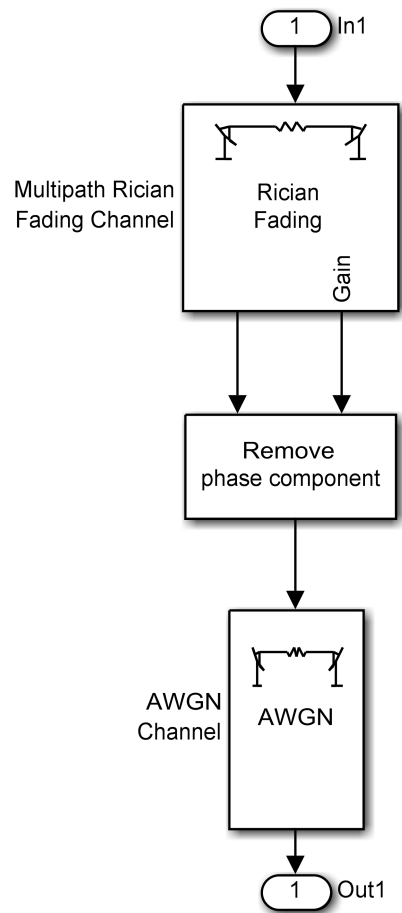 1
In1
Multipath Rician
Fading Channel
Rician
Fading
Gain
Remove
phase component
AWGN
Channel
AWGN
1
Out1